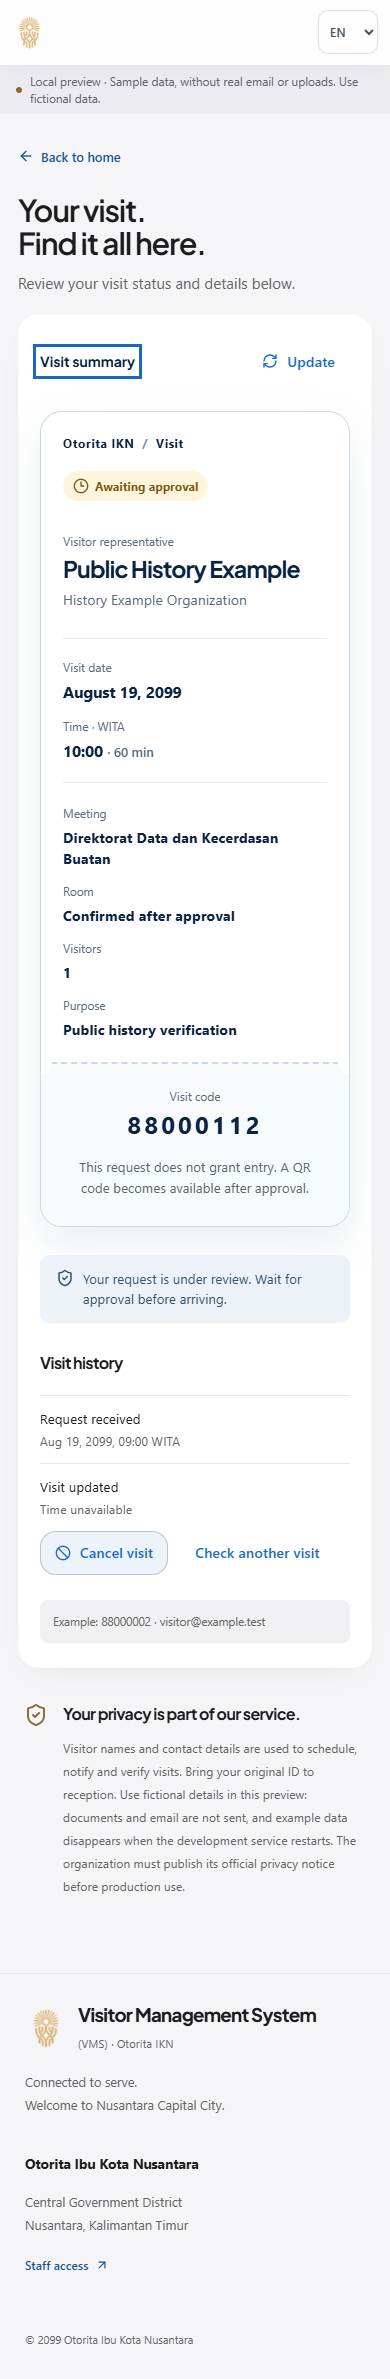 EN
Local preview · Sample data, without real email or uploads. Use
fictional data.
Back to home
Your visit.
Find it all here.
Review your visit status and details below.
Visit summary
Update
Otorita IKN / Visit
Awaiting approval
Visitor representative
Public History Example
History Example Organization
Visit date
August 19, 2099
Time · WITA
10:00 · 60 min
Meeting
Direktorat Data dan Kecerdasan
Buatan
Room
Confirmed after approval
Visitors
1
Purpose
Public history verification
Visit code
88000112
This request does not grant entry. A QR
code becomes available after approval.
Your request is under review. Wait for
approval before arriving.
Visit history
Request received
Aug 19, 2099, 09:00 WITA
Visit updated
Time unavailable
Cancel visit
Check another visit
Example: 88000002 · visitor@example.test
Your privacy is part of our service.
Visitor names and contact details are used to schedule,
notify and verify visits. Bring your original ID to
reception. Use fictional details in this preview:
documents and email are not sent, and example data
disappears when the development service restarts. The
organization must publish its official privacy notice
before production use.
Visitor Management System
(VMS) · Otorita IKN
Connected to serve.
Welcome to Nusantara Capital City.
Otorita Ibu Kota Nusantara
Central Government District
Nusantara, Kalimantan Timur
Staff access
© 2099 Otorita Ibu Kota Nusantara